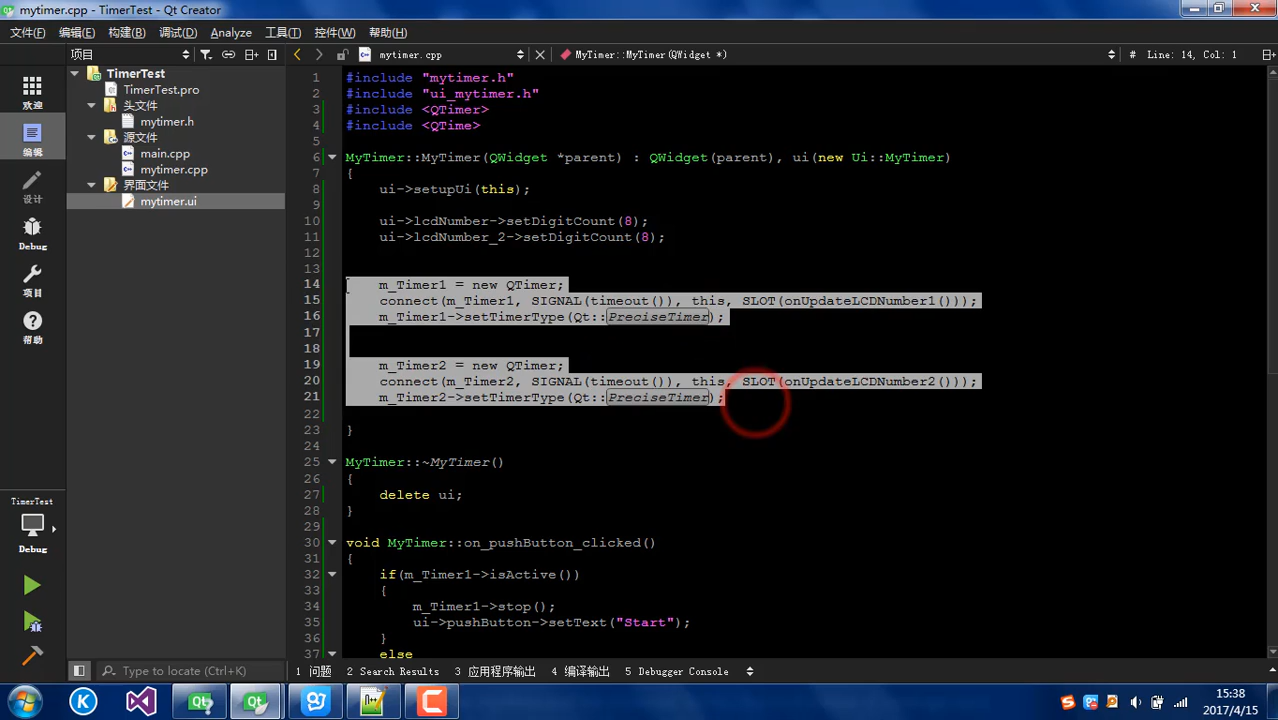 mytimer.cpp - TimerTest - Qt Creator
文件(F) 编辑(E) 构建(B) 调试(D) Analyze 工具(T) 控件(W) 帮助(H)
项目
mytimer.cpp
MyTimer::MyTimer(QWidget *)
# Line: 14, Col: 1
欢迎
编辑
设计
Debug
项目
帮助
TimerTest
Debug
TimerTest
TimerTest.pro
头文件
mytimer.h
源文件
main.cpp
mytimer.cpp
界面文件
mytimer.ui
1 #include "mytimer.h"
2 #include "ui_mytimer.h"
3 #include <QTimer>
4 #include <QTime>
5
6 MyTimer::MyTimer(QWidget *parent) : QWidget(parent), ui(new Ui::MyTimer)
7 {
8 ui->setupUi(this);
9
10 ui->lcdNumber->setDigitCount(8);
11 ui->lcdNumber_2->setDigitCount(8);
12
13
14 m_Timer1 = new QTimer;
15 connect(m_Timer1, SIGNAL(timeout()), this, SLOT(onUpdateLCDNumber1()));
16 m_Timer1->setTimerType(Qt::PreciseTimer);
17
18
19 m_Timer2 = new QTimer;
20 connect(m_Timer2, SIGNAL(timeout()), this, SLOT(onUpdateLCDNumber2()));
21 m_Timer2->setTimerType(Qt::PreciseTimer);
22
23 }
24
25 MyTimer::~MyTimer()
26 {
27 delete ui;
28 }
29
30 void MyTimer::on_pushButton_clicked()
31 {
32 if(m_Timer1->isActive())
33 {
34 m_Timer1->stop();
35 ui->pushButton->setText("Start");
36 }
37 else
Type to locate (Ctrl+K)
1 问题 2 Search Results 3 应用程序输出 4 编译输出 5 Debugger Console
15:38
2017/4/15